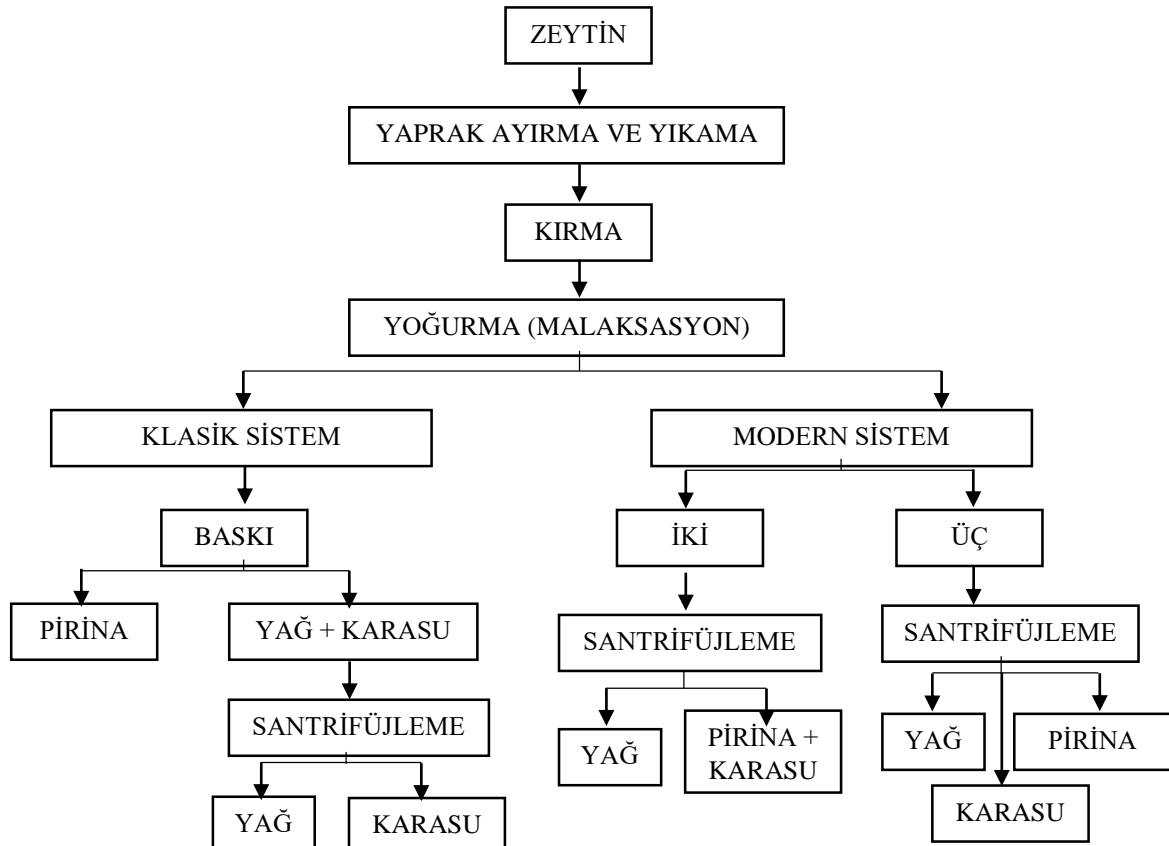 ZEYTİN
YAPRAK AYIRMA VE YIKAMA
KIRMA
YOĞURMA (MALAKSASYON)
KLASİK SİSTEM
MODERN SİSTEM
BASKI
İKİ
ÜÇ
PİRİNA
YAĞ + KARASU
SANTRİFÜJLEME
SANTRİFÜJLEME
SANTRİFÜJLEME
YAĞ
KARASU
YAĞ
PİRİNA +
KARASU
YAĞ
PİRİNA
KARASU